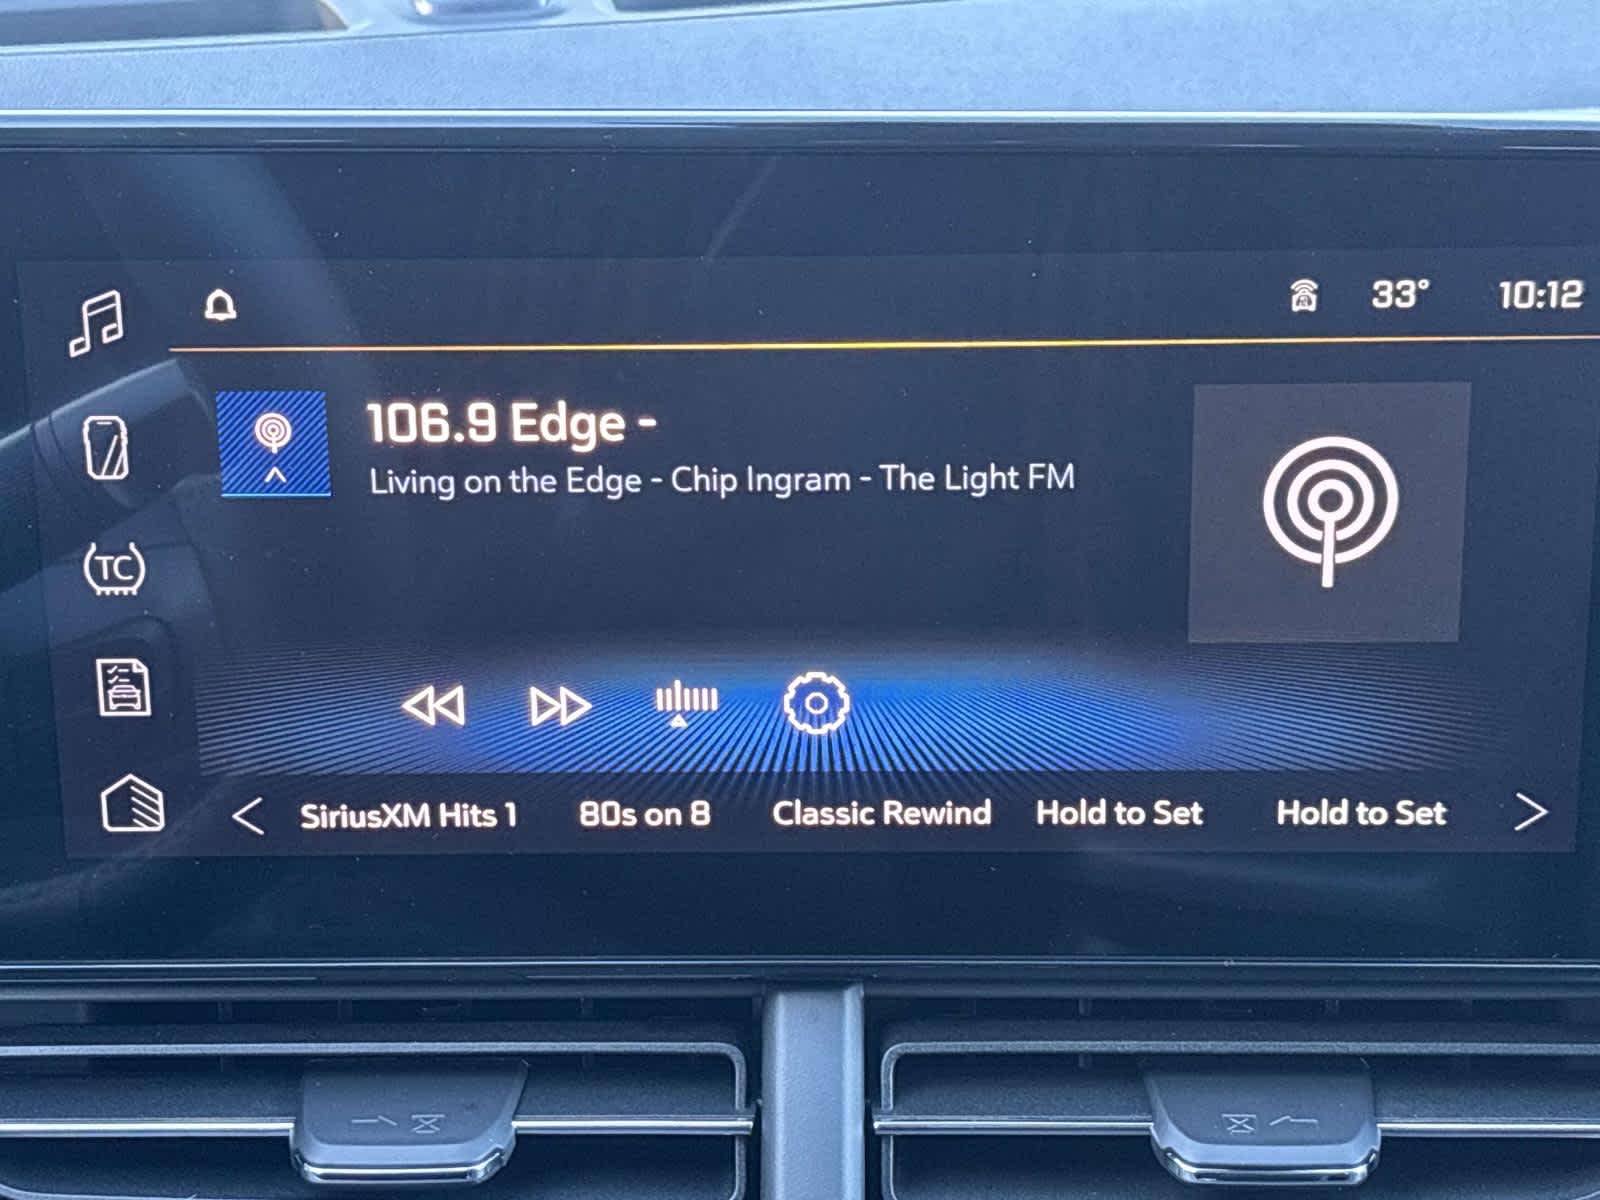 33° 10:12
106.9 Edge -
Living on the Edge - Chip Ingram - The Light FM
TC
SiriusXM Hits 1 80s on 8 Classic Rewind Hold to Set Hold to Set